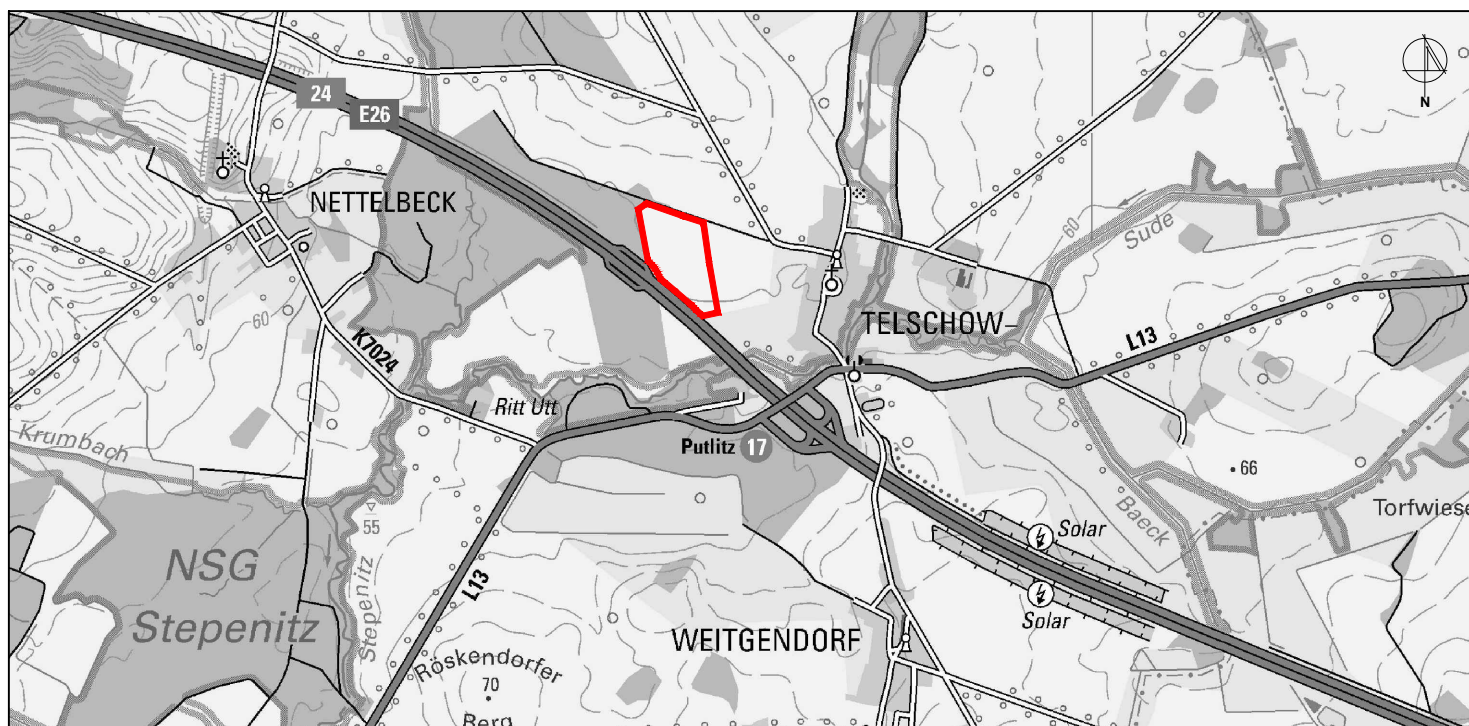 24
E26
N
NETTELBECK
60
Sude
60
TELSCHOW–
L13
K7024
Ritt Utt
Putlitz 17
Krumbach
66
Torfwiese
55
Baeck
Solar
Solar
NSG
Stepenitz
Stepenitz
L13
WEITGENDORF
Röskendorfer
70
Berg